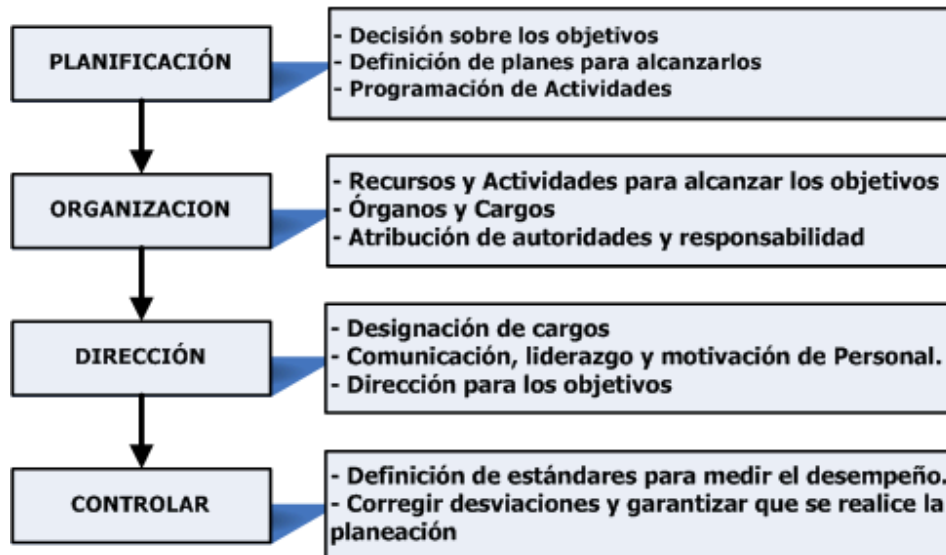 PLANIFICACIÓN
- Decisión sobre los objetivos
- Definición de planes para alcanzarlos
- Programación de Actividades
ORGANIZACION
- Recursos y Actividades para alcanzar los objetivos
- Órganos y Cargos
- Atribución de autoridades y responsabilidad
DIRECCIÓN
- Designación de cargos
- Comunicación, liderazgo y motivación de Personal.
- Dirección para los objetivos
CONTROLAR
- Definición de estándares para medir el desempeño.
- Corregir desviaciones y garantizar que se realice la
planeación